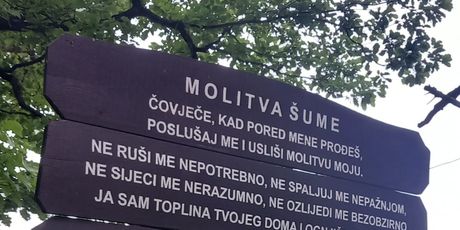 MOLITVA ŠUME
ČOVJEČE, KAD PORED MENE PROĐEŠ,
POSLUŠAJ ME I USLIŠI MOLITVU MOJU.
NE RUŠI ME NEPOTREBNO, NE SPALJUJ ME NEPAŽNJOM,
NE SIJECI ME NERAZUMNO, NE OZLIJEDI ME BEZOBZIRNO
JA SAM TOPLINA TVOJEG DOMA I